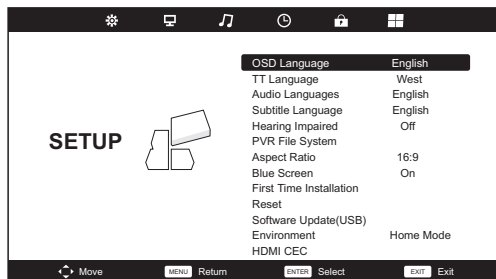 SETUP
OSD Language English
TT Language West
Audio Languages English
Subtitle Language English
Hearing Impaired Off
PVR File System
Aspect Ratio 16:9
Blue Screen On
First Time Installation
Reset
Software Update(USB)
Environment Home Mode
HDMI CEC
Move MENU Return ENTER Select EXIT Exit